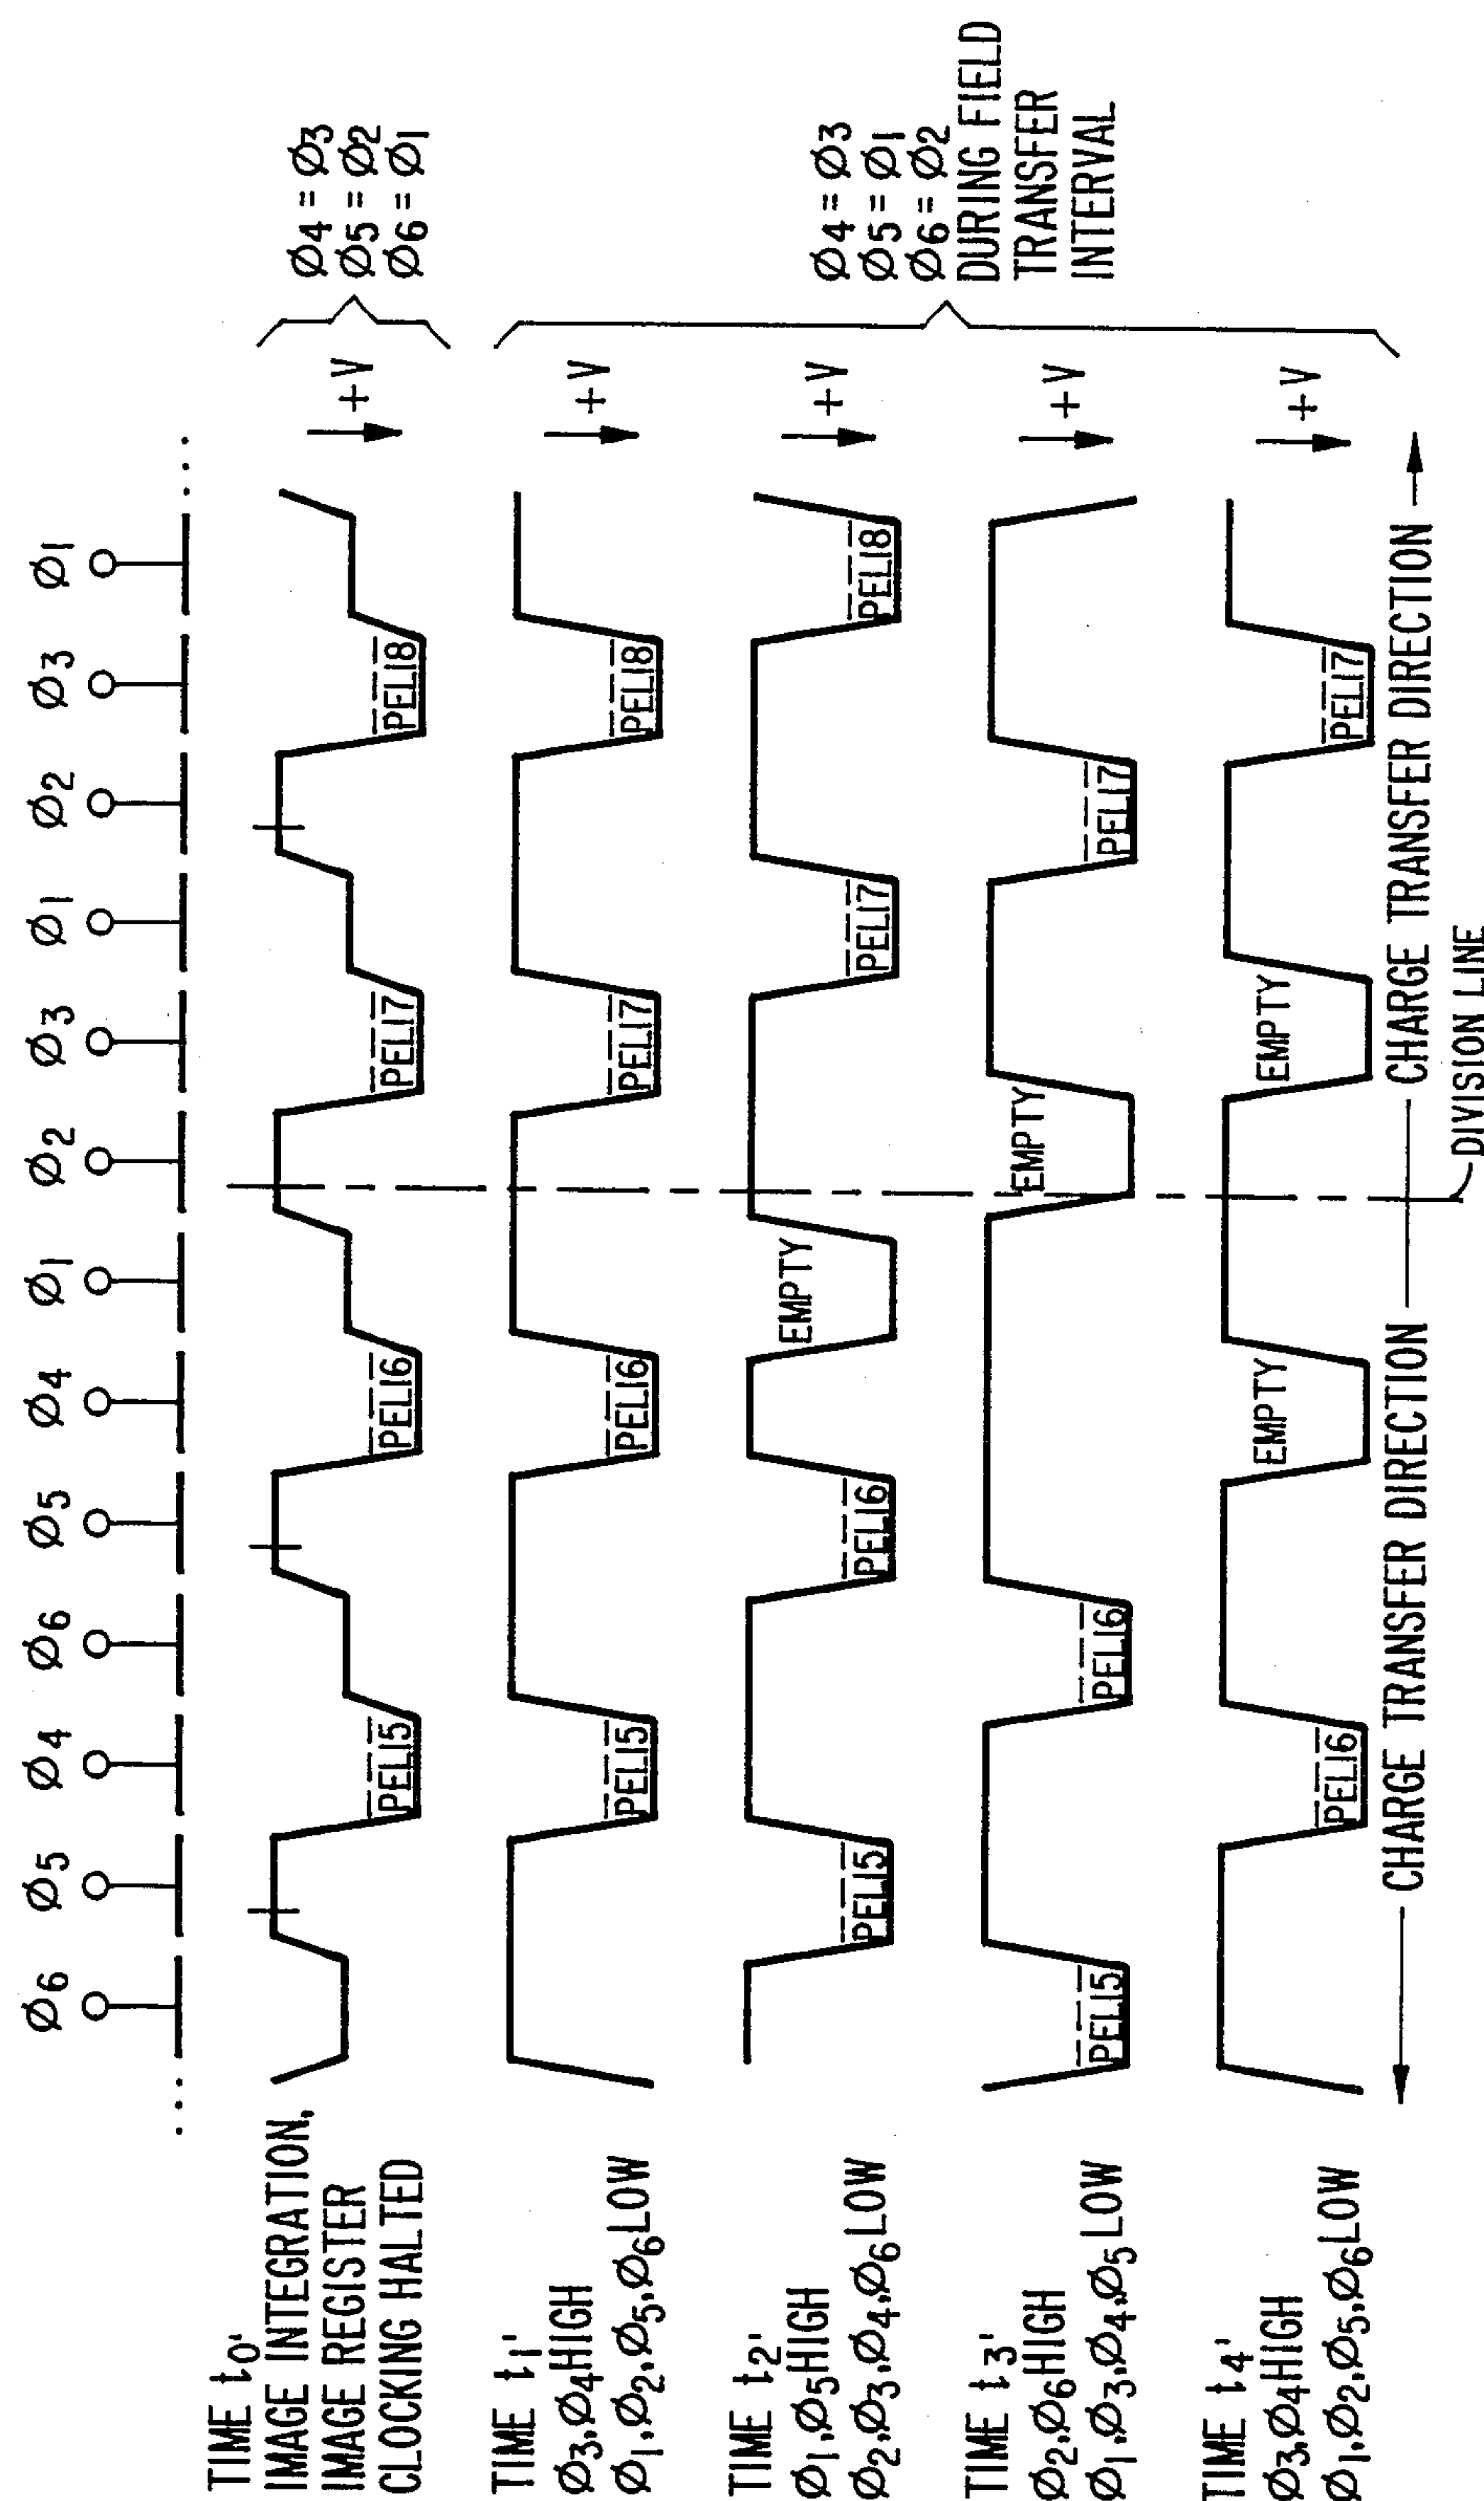 Ø6 Ø5 Ø4 Ø6 Ø5 Ø4 Ø1 Ø2 Ø3 Ø1 Ø2 Ø3 Ø1
TIME t0'
IMAGE INTEGRATION,
IMAGE REGISTER
CLOCKING HALTED
PEL15 PEL16 PEL17 PEL18
+V
Ø4 = Ø3
Ø5 = Ø2
Ø6 = Ø1
TIME t1'
Ø3,Ø4 HIGH
Ø1,Ø2,Ø5,Ø6 LOW
PEL15 PEL16 PEL17 PEL18
+V
TIME t2'
Ø1,Ø5 HIGH
Ø2,Ø3,Ø4,Ø6 LOW
EMPTY
PEL15 PEL16 PEL17 PEL18
+V
Ø4 = Ø3
Ø5 = Ø1
Ø6 = Ø2
DURING FIELD
TRANSFER
INTERVAL
TIME t3'
Ø2,Ø6 HIGH
Ø1,Ø3,Ø4,Ø5 LOW
EMPTY
PEL15 PEL16 PEL17
+V
TIME t4'
Ø3,Ø4 HIGH
Ø1,Ø2,Ø5,Ø6 LOW
EMPTY EMPTY
PEL16 PEL17
+V
CHARGE TRANSFER DIRECTION CHARGE TRANSFER DIRECTION
DIVISION LINE